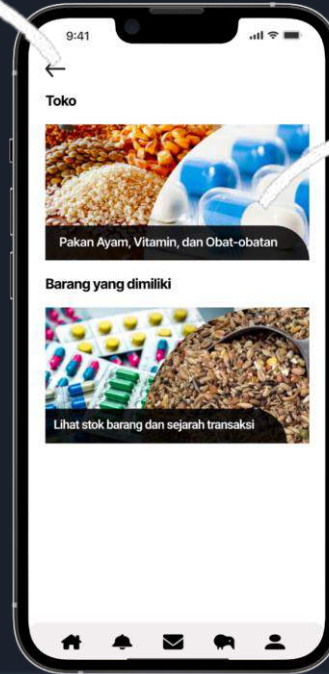 9:41
Toko
Pakan Ayam, Vitamin, dan Obat-obatan
Barang yang dimiliki
Lihat stok barang dan sejarah transaksi